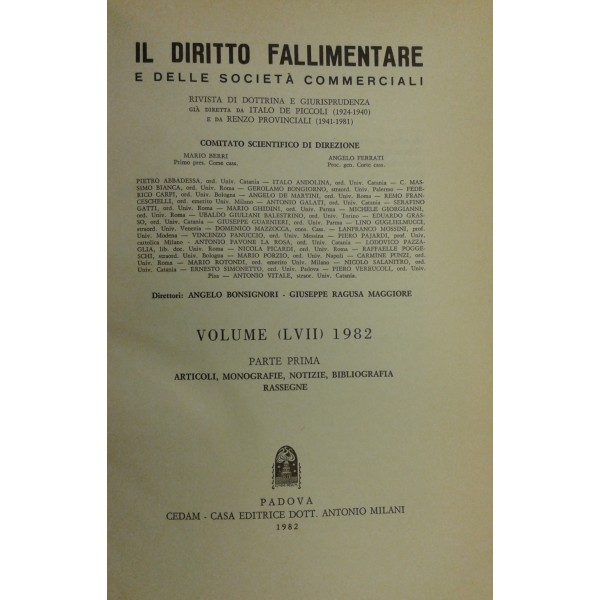 IL DIRITTO FALLIMENTARE
E DELLE SOCIETÀ COMMERCIALI
RIVISTA DI DOTTRINA E GIURISPRUDENZA
GIÀ DIRETTA DA ITALO DE PICCOLI (1924-1940)
E DA RENZO PROVINCIALI (1941-1981)
COMITATO SCIENTIFICO DI DIREZIONE
MARIO BERRI
Primo pres. Corte cass.
ANGELO FERRATI
Proc. gen. Corte cass.
PIETRO ABBADESSA, ord. Univ. Catania — ITALO ANDOLINA, ord. Univ. Catania — C. MAS-
SIMO BIANCA, ord. Univ. Roma — GEROLAMO BONGIORNO, straord. Univ. Palermo — FEDE-
RICO CARPI, ord. Univ. Bologna — ANGELO DE MARTINI, ord. Univ. Roma — REMO FRAN-
CESCHELLI, ord. emerito Univ. Milano — ANTONIO GALATI, ord. Univ. Catania — SERAFINO
GATTI, ord. Univ. Roma — MARIO GHIDINI, ord. Univ. Parma — MICHELE GIORGIANNI,
ord. Univ. Roma — UBALDO GIULIANI BALESTRINO, ord. Univ. Torino — EDUARDO GRAS-
SO, ord. Univ. Catania — GIUSEPPE GUARNERI, ord. Univ. Parma — LINO GUGLIELMUCCI,
straord. Univ. Venezia — DOMENICO MAZZOCCA, cons. Cass. — LANFRANCO MOSSINI, prof.
Univ. Modena — VINCENZO PANUCCIO, ord. Univ. Messina — PIERO PAJARDI, prof. Univ.
cattolica Milano - ANTONIO PAVONE LA ROSA, ord. Univ. Catania — LODOVICO PAZZA-
GLIA, lib. doc. Univ. Roma — NICOLA PICARDI, ord. Univ. Roma — RAFFAELLE POGGE-
SCHI, straord. Univ. Bologna — MARIO PORZIO, ord. Univ. Napoli — CARMINE PUNZI, ord.
Univ. Roma — MARIO ROTONDI, ord. emerito Univ. Milano — NICOLÒ SALANITRO, ord.
Univ. Catania — ERNESTO SIMONETTO, ord. Univ. Padova — PIERO VERRUCOLI, ord. Univ.
Pisa — ANTONIO VITALE, straor. Univ. Catania.
Direttori: ANGELO BONSIGNORI - GIUSEPPE RAGUSA MAGGIORE
VOLUME (LVII) 1982
PARTE PRIMA
ARTICOLI, MONOGRAFIE, NOTIZIE, BIBLIOGRAFIA
RASSEGNE
PADOVA
CEDAM - CASA EDITRICE DOTT. ANTONIO MILANI
1982